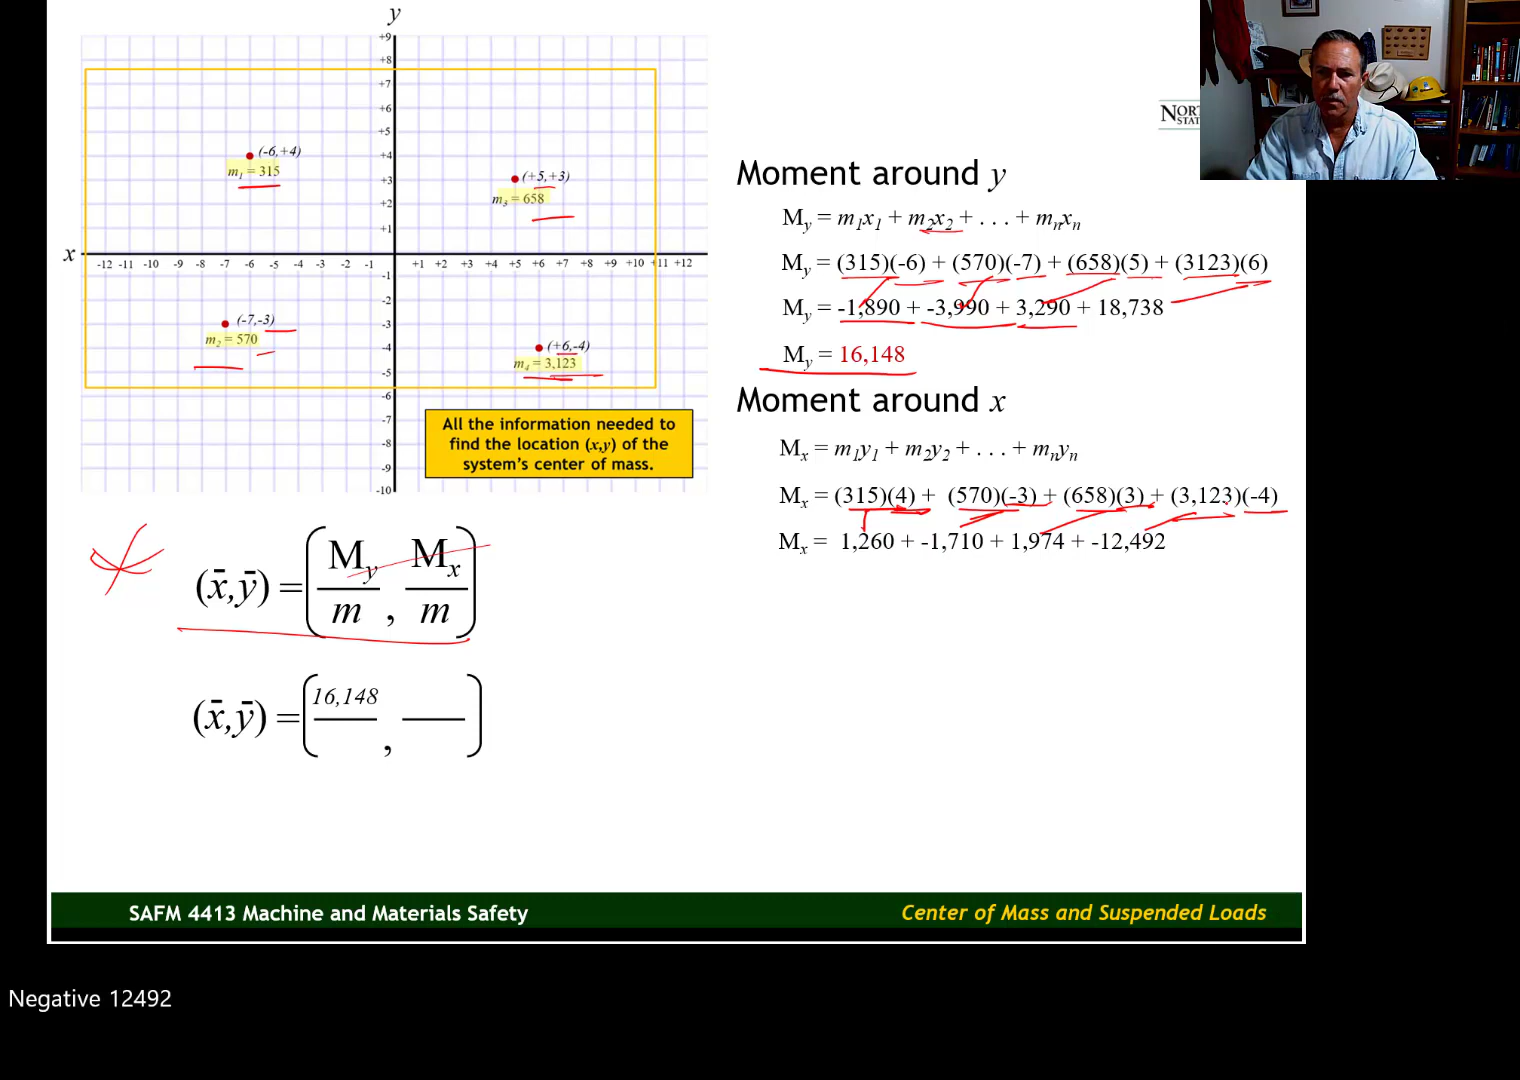 y
+9
+8
+7
+6
+5
+4
+3
+2
+1
x
-12 -11 -10 -9 -8 -7 -6 -5 -4 -3 -2 -1 +1 +2 +3 +4 +5 +6 +7 +8 +9 +10 +11 +12
-1
-2
-3
-4
-5
-6
-7
-8
-9
-10
(-6,+4)
m1 = 315
(+5,+3)
m3 = 658
(-7,-3)
m2 = 570
(+6,-4)
m4 = 3,123
All the information needed to
find the location (x,y) of the
system's center of mass.
(x̄,ȳ) = (My/m , Mx/m)
(x̄,ȳ) = (16,148/ , )
Moment around y
My = m1x1 + m2x2 + . . . + mnxn
My = (315)(-6) + (570)(-7) + (658)(5) + (3123)(6)
My = -1,890 + -3,990 + 3,290 + 18,738
My = 16,148
Moment around x
Mx = m1y1 + m2y2 + . . . + mnyn
Mx = (315)(4) + (570)(-3) + (658)(3) + (3,123)(-4)
Mx = 1,260 + -1,710 + 1,974 + -12,492
SAFM 4413 Machine and Materials Safety
Center of Mass and Suspended Loads
Negative 12492